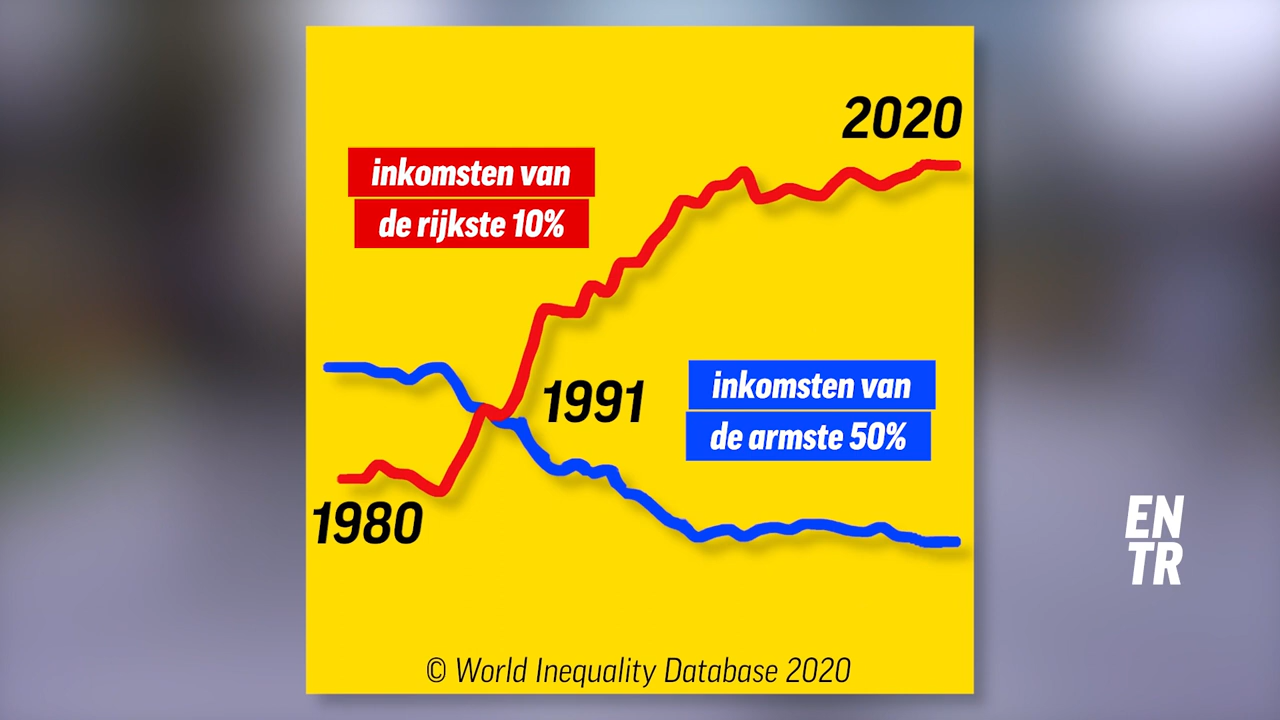 2020
inkomsten van
de rijkste 10%
1991
inkomsten van
de armste 50%
1980
EN
TR
© World Inequality Database 2020